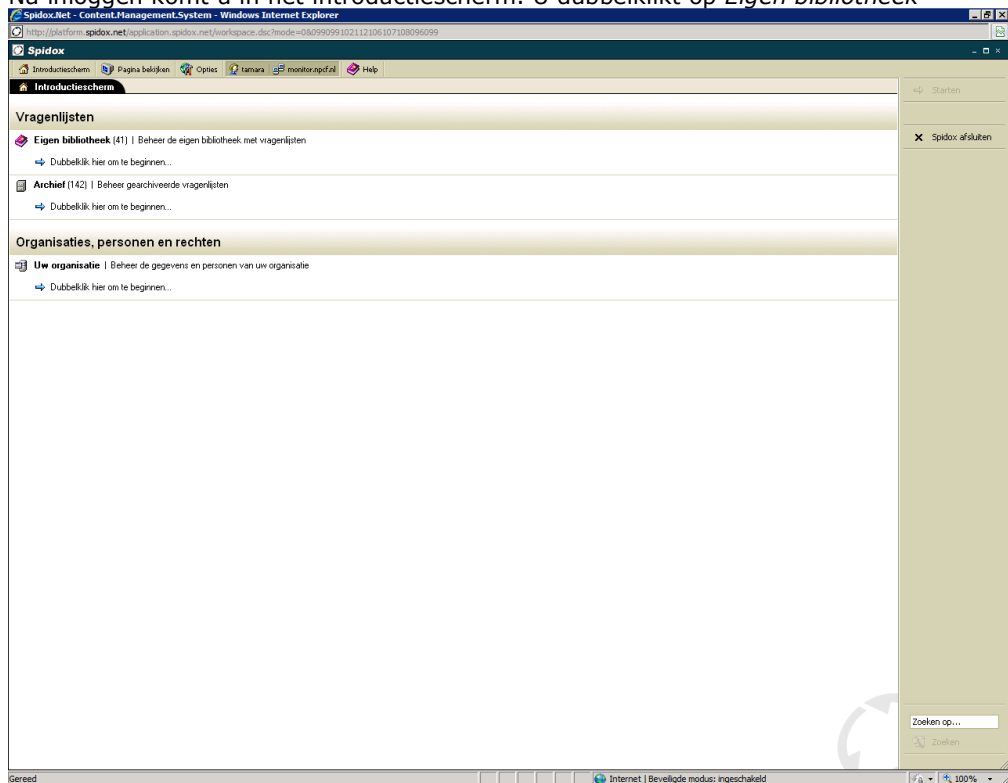 Na inloggen komt u in het introductiescherm. U dubbelklikt op Eigen bibliotheek
Spidox.Net - Content.Management.System - Windows Internet Explorer
http://platform.spidox.net/application.spidox.net/workspace.dsc?mode=0&099099102112106107108096099
Spidox
Introductiescherm Pagina bekijken Opties tamara monitor.npcf.nl Help
Introductiescherm
Starten
Vragenlijsten
Eigen bibliotheek (41) | Beheer de eigen bibliotheek met vragenlijsten
Spidox afsluiten
Dubbelklik hier om te beginnen...
Archief (142) | Beheer gearchiveerde vragenlijsten
Dubbelklik hier om te beginnen...
Organisaties, personen en rechten
Uw organisatie | Beheer de gegevens en personen van uw organisatie
Dubbelklik hier om te beginnen...
Zoeken op...
Zoeken
Gereed Internet | Beveiligde modus: ingeschakeld 100%